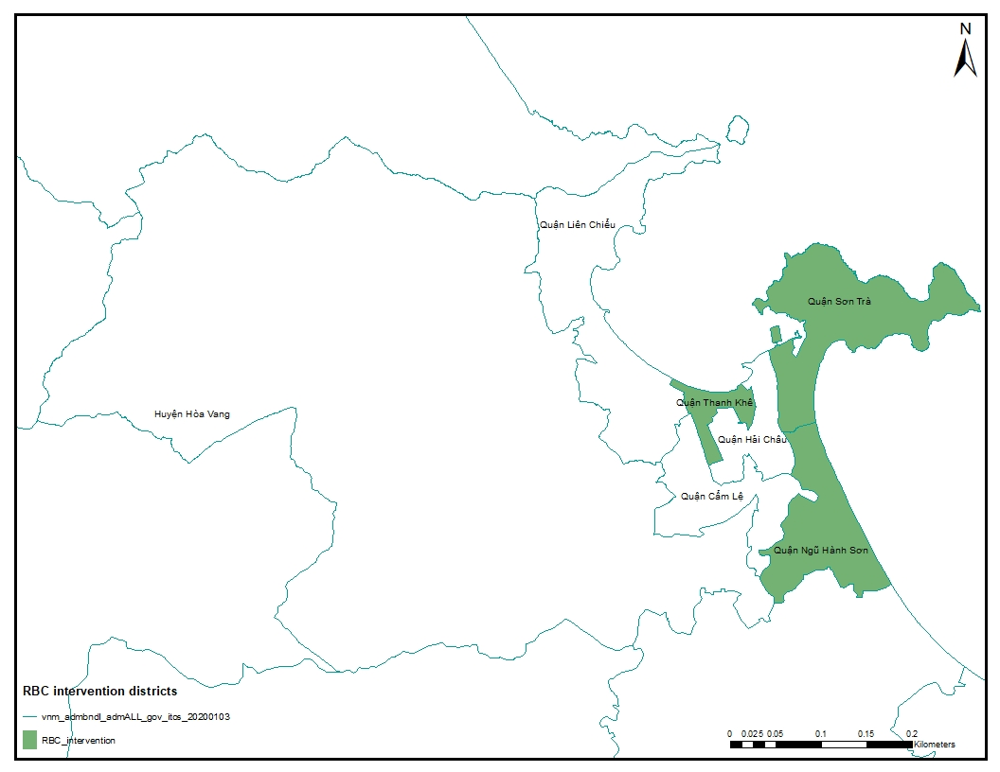 N
Quận Liên Chiểu
Quận Sơn Trà
Quận Thanh Khê
Huyện Hòa Vang
Quận Hải Châu
Quận Cẩm Lệ
Quận Ngũ Hành Sơn
RBC intervention districts
vnm_admbndl_admALL_gov_itos_20200103
RBC_intervention
0 0.025 0.05 0.1 0.15 0.2
Kilometers